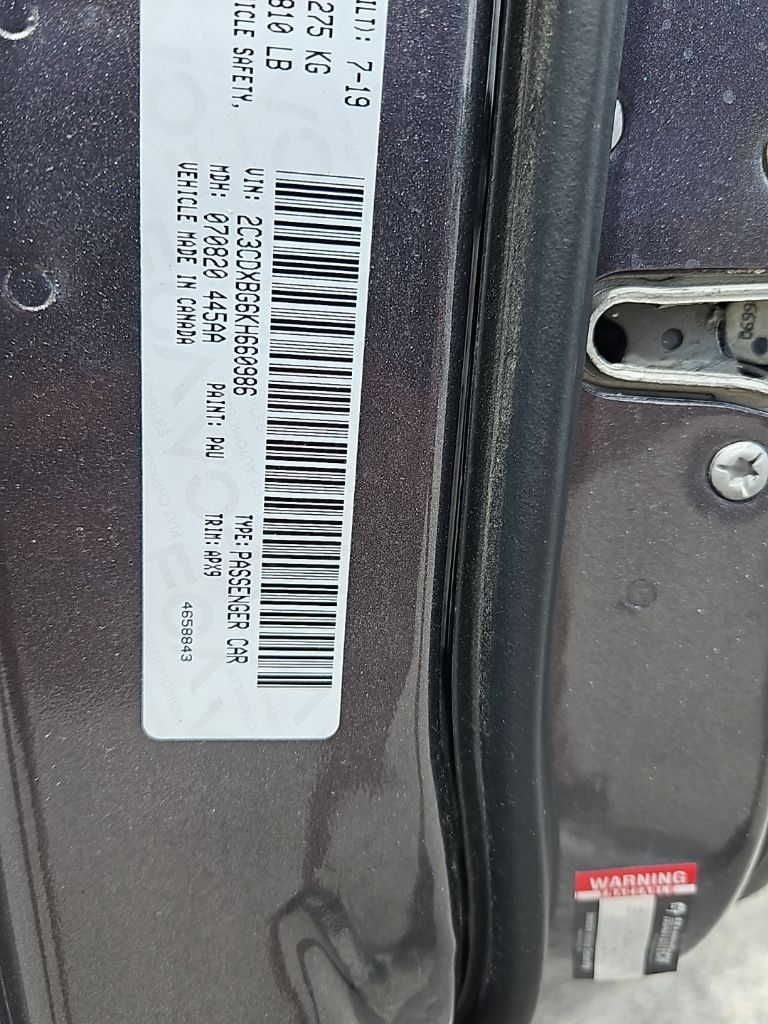 ILT): 7-19
275 KG
810 LB
ICLE SAFETY,
VIN: 2C3CDXBG6KH660986
TYPE: PASSENGER CAR
MDH: 070820 445AA
PAINT: PAU
TRIM: APX9
VEHICLE MADE IN CANADA
4658843
WARNING